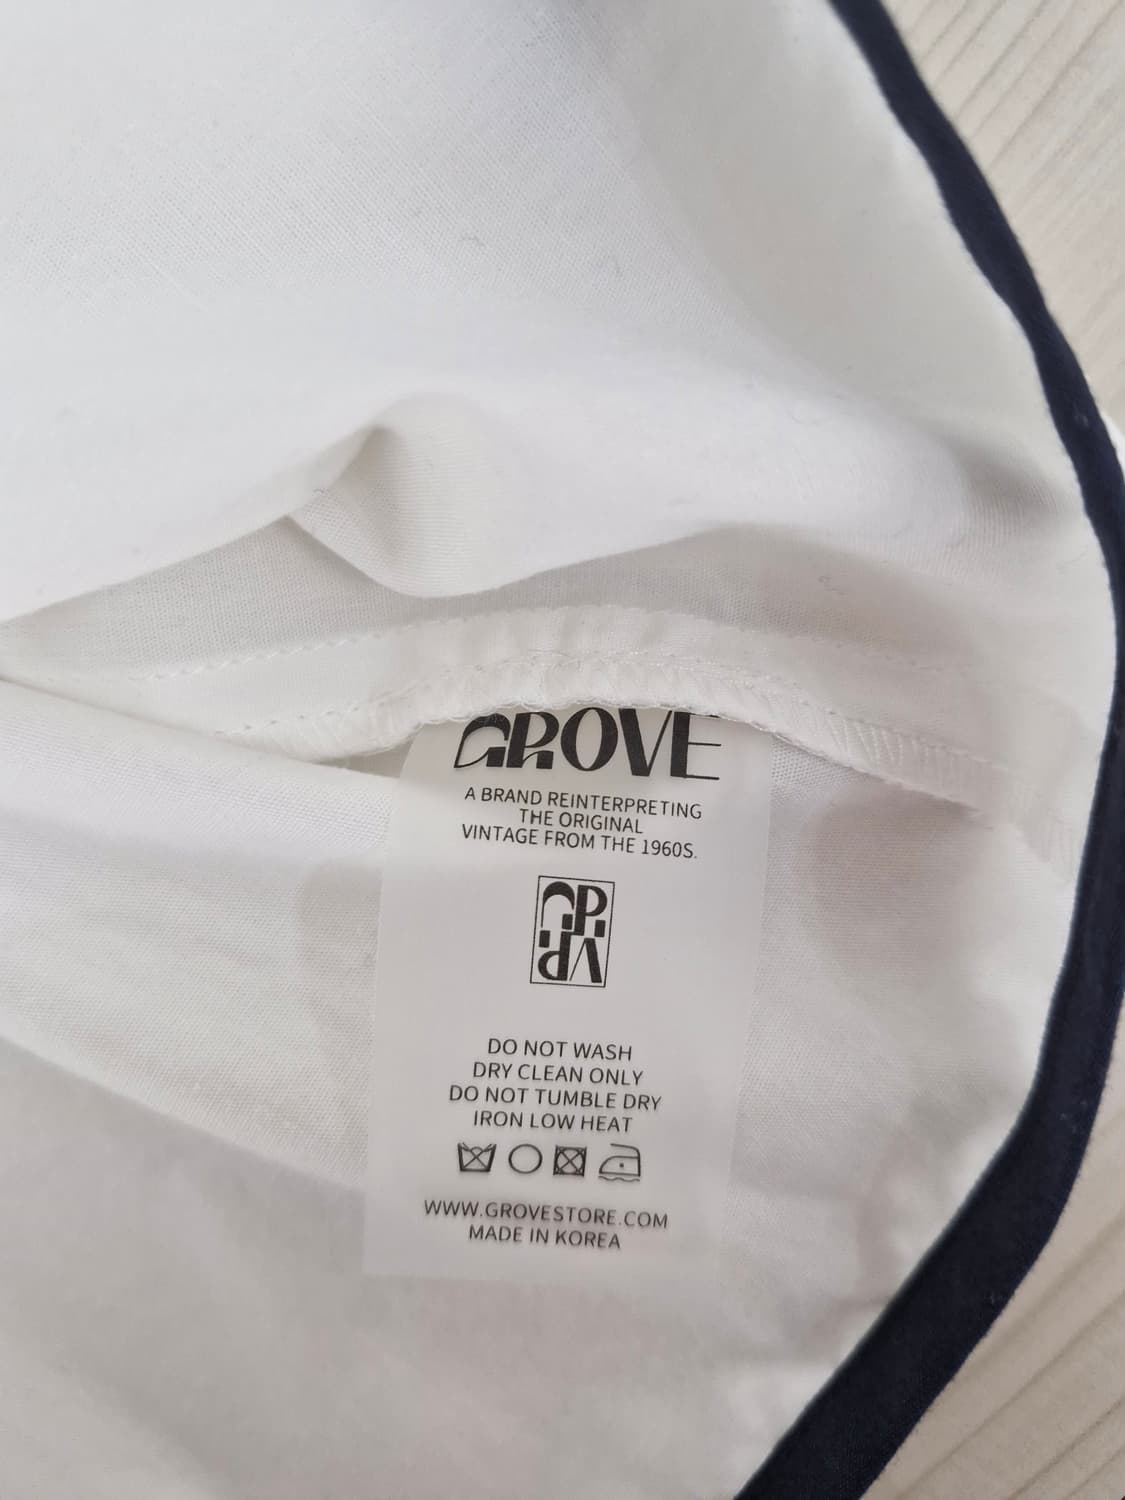 GROVE
A BRAND REINTERPRETING
THE ORIGINAL
VINTAGE FROM THE 1960S.
DO NOT WASH
DRY CLEAN ONLY
DO NOT TUMBLE DRY
IRON LOW HEAT
WWW.GROVESTORE.COM
MADE IN KOREA